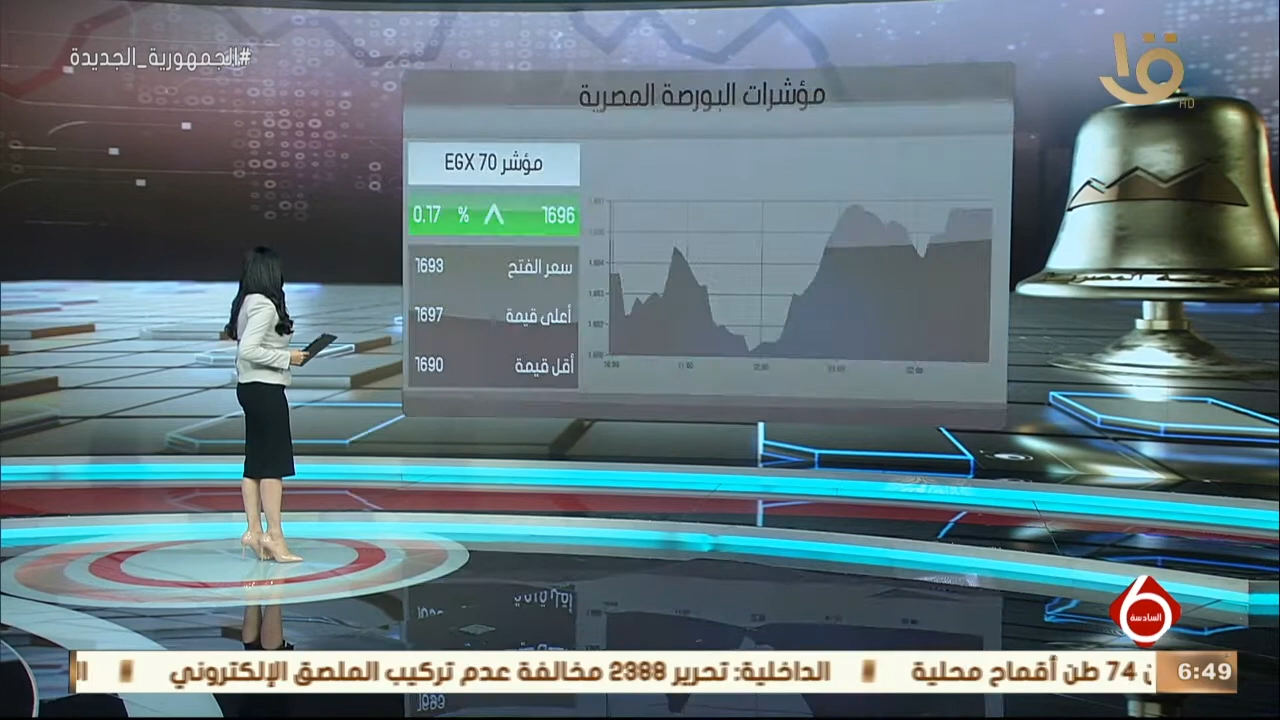 #الجمهورية_الجديدة
HD
مؤشرات البورصة المصرية
مؤشر EGX 70
1696 % 0.17
سعر الفتح 1693
أعلى قيمة 1697
أقل قيمة 1690
السادسة
74 طن أقماح محلية
الداخلية: تحرير 2388 مخالفة عدم تركيب الملصق الإلكتروني
6:49